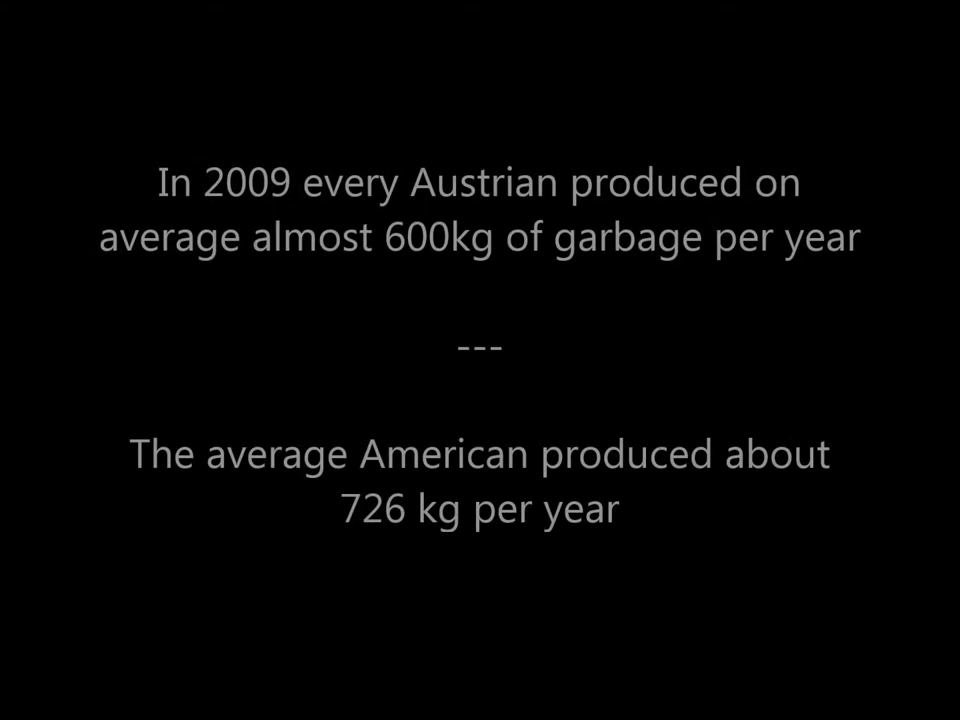 In 2009 every Austrian produced on
average almost 600kg of garbage per year
---
The average American produced about
726 kg per year